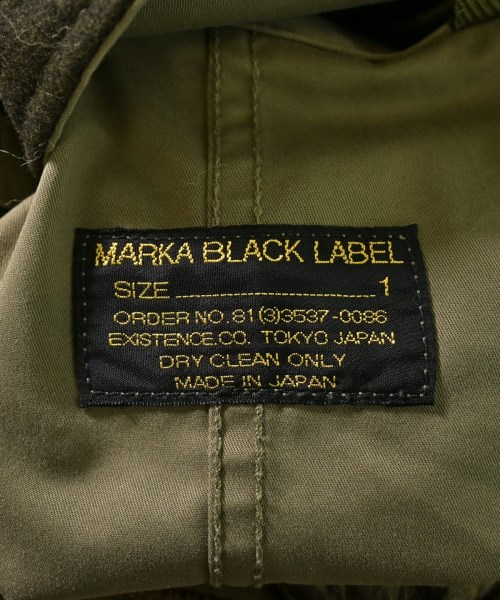 MARKA BLACK LABEL
SIZE 1
ORDER NO. 81(3)3537-0086
EXISTENCE.CO. TOKYO JAPAN
DRY CLEAN ONLY
MADE IN JAPAN